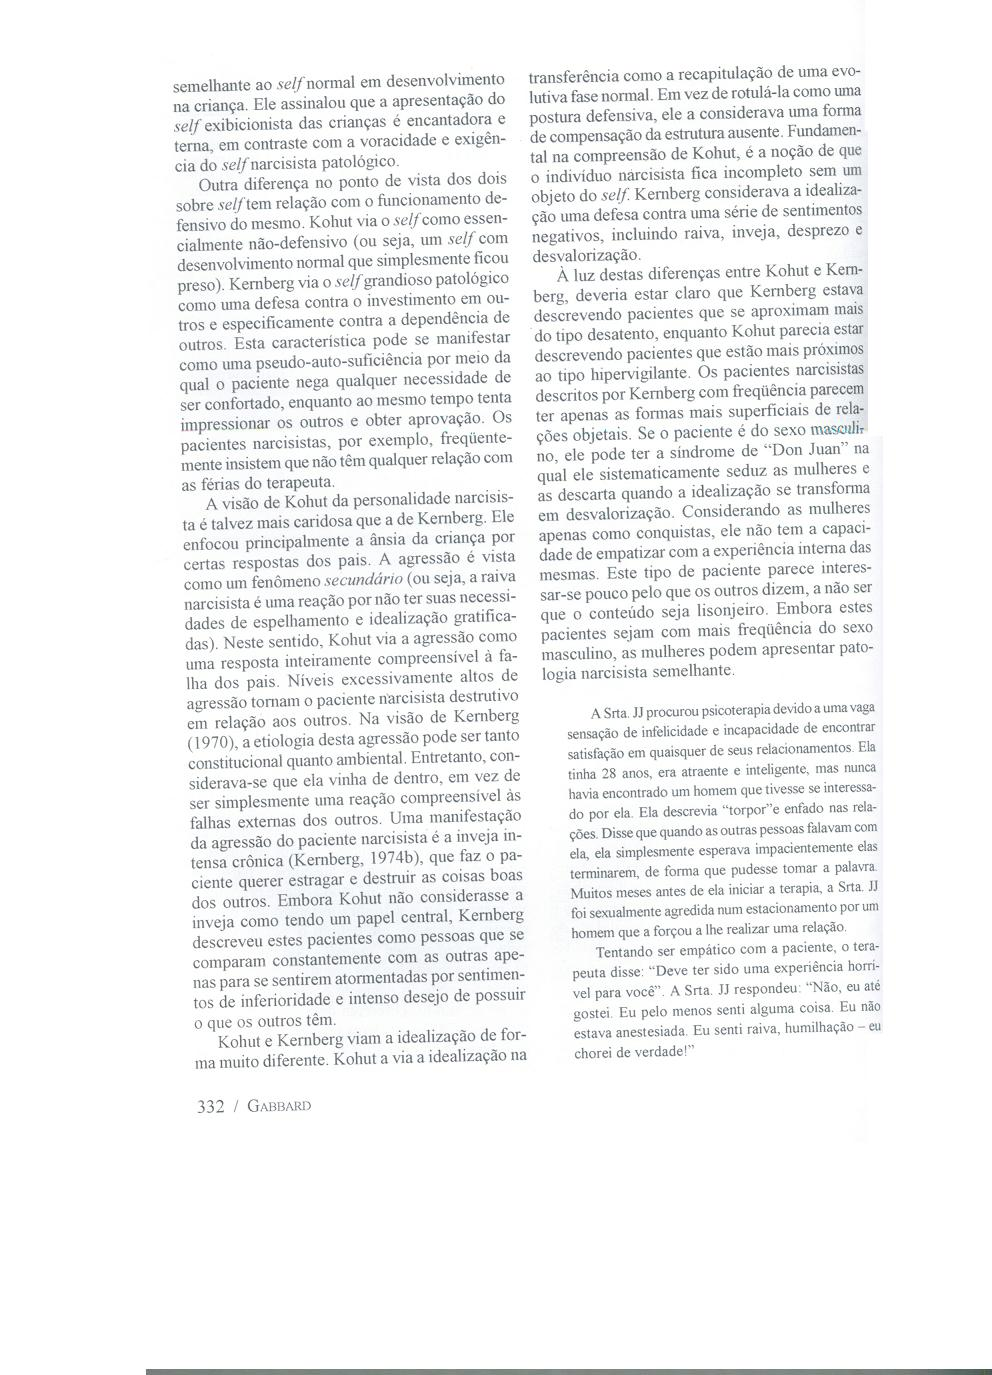 semelhante ao self normal em desenvolvimento
na criança. Ele assinalou que a apresentação do
self exibicionista das crianças é encantadora e
terna, em contraste com a voracidade e exigên-
cia do self narcisista patológico.
Outra diferença no ponto de vista dos dois
sobre self tem relação com o funcionamento de-
fensivo do mesmo. Kohut via o self como essen-
cialmente não-defensivo (ou seja, um self com
desenvolvimento normal que simplesmente ficou
preso). Kernberg via o self grandioso patológico
como uma defesa contra o investimento em ou-
tros e especificamente contra a dependência de
outros. Esta característica pode se manifestar
como uma pseudo-auto-suficiência por meio da
qual o paciente nega qualquer necessidade de
ser confortado, enquanto ao mesmo tempo tenta
impressionar os outros e obter aprovação. Os
pacientes narcisistas, por exemplo, freqüente-
mente insistem que não têm qualquer relação com
as férias do terapeuta.
A visão de Kohut da personalidade narcisis-
ta é talvez mais caridosa que a de Kernberg. Ele
enfocou principalmente a ânsia da criança por
certas respostas dos pais. A agressão é vista
como um fenômeno secundário (ou seja, a raiva
narcisista é uma reação por não ter suas necessi-
dades de espelhamento e idealização gratifica-
das). Neste sentido, Kohut via a agressão como
uma resposta inteiramente compreensível à fa-
lha dos pais. Níveis excessivamente altos de
agressão tornam o paciente narcisista destrutivo
em relação aos outros. Na visão de Kernberg
(1970), a etiologia desta agressão pode ser tanto
constitucional quanto ambiental. Entretanto, con-
siderava-se que ela vinha de dentro, em vez de
ser simplesmente uma reação compreensível às
falhas externas dos outros. Uma manifestação
da agressão do paciente narcisista é a inveja in-
tensa crônica (Kernberg, 1974b), que faz o pa-
ciente querer estragar e destruir as coisas boas
dos outros. Embora Kohut não considerasse a
inveja como tendo um papel central, Kernberg
descreveu estes pacientes como pessoas que se
comparam constantemente com as outras ape-
nas para se sentirem atormentadas por sentimen-
tos de inferioridade e intenso desejo de possuir
o que os outros têm.
Kohut e Kernberg viam a idealização de for-
ma muito diferente. Kohut a via a idealização na
transferência como a recapitulação de uma evo-
lutiva fase normal. Em vez de rotulá-la como uma
postura defensiva, ele a considerava uma forma
de compensação da estrutura ausente. Fundamen-
tal na compreensão de Kohut, é a noção de que
o indivíduo narcisista fica incompleto sem um
objeto do self. Kernberg considerava a idealiza-
ção uma defesa contra uma série de sentimentos
negativos, incluindo raiva, inveja, desprezo e
desvalorização.
À luz destas diferenças entre Kohut e Kern-
berg, deveria estar claro que Kernberg estava
descrevendo pacientes que se aproximam mais
do tipo desatento, enquanto Kohut parecia estar
descrevendo pacientes que estão mais próximos
ao tipo hipervigilante. Os pacientes narcisistas
descritos por Kernberg com freqüência parecem
ter apenas as formas mais superficiais de rela-
ções objetais. Se o paciente é do sexo masculi-
no, ele pode ter a síndrome de “Don Juan” na
qual ele sistematicamente seduz as mulheres e
as descarta quando a idealização se transforma
em desvalorização. Considerando as mulheres
apenas como conquistas, ele não tem a capaci-
dade de empatizar com a experiência interna das
mesmas. Este tipo de paciente parece interes-
sar-se pouco pelo que os outros dizem, a não ser
que o conteúdo seja lisonjeiro. Embora estes
pacientes sejam com mais freqüência do sexo
masculino, as mulheres podem apresentar pato-
logia narcisista semelhante.
A Srta. JJ procurou psicoterapia devido a uma vaga
sensação de infelicidade e incapacidade de encontrar
satisfação em quaisquer de seus relacionamentos. Ela
tinha 28 anos, era atraente e inteligente, mas nunca
havia encontrado um homem que tivesse se interessa-
do por ela. Ela descrevia “torpor”e enfado nas rela-
ções. Disse que quando as outras pessoas falavam com
ela, ela simplesmente esperava impacientemente elas
terminarem, de forma que pudesse tomar a palavra.
Muitos meses antes de ela iniciar a terapia, a Srta. JJ
foi sexualmente agredida num estacionamento por um
homem que a forçou a lhe realizar uma relação.
Tentando ser empático com a paciente, o tera-
peuta disse: “Deve ter sido uma experiência horrí-
vel para você”. A Srta. JJ respondeu: “Não, eu até
gostei. Eu pelo menos senti alguma coisa. Eu não
estava anestesiada. Eu senti raiva, humilhação – eu
chorei de verdade!”
332 / GABBARD